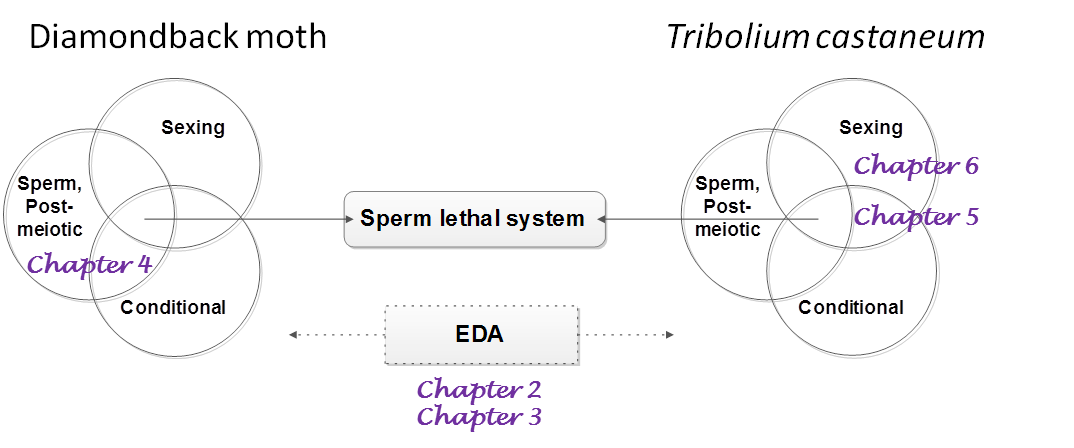 Diamondback moth
Tribolium castaneum
Sexing
Sperm,
Post-
meiotic
Chapter 4
Conditional
Sperm lethal system
EDA
Chapter 2
Chapter 3
Sexing
Chapter 6
Sperm,
Post-
meiotic
Chapter 5
Conditional